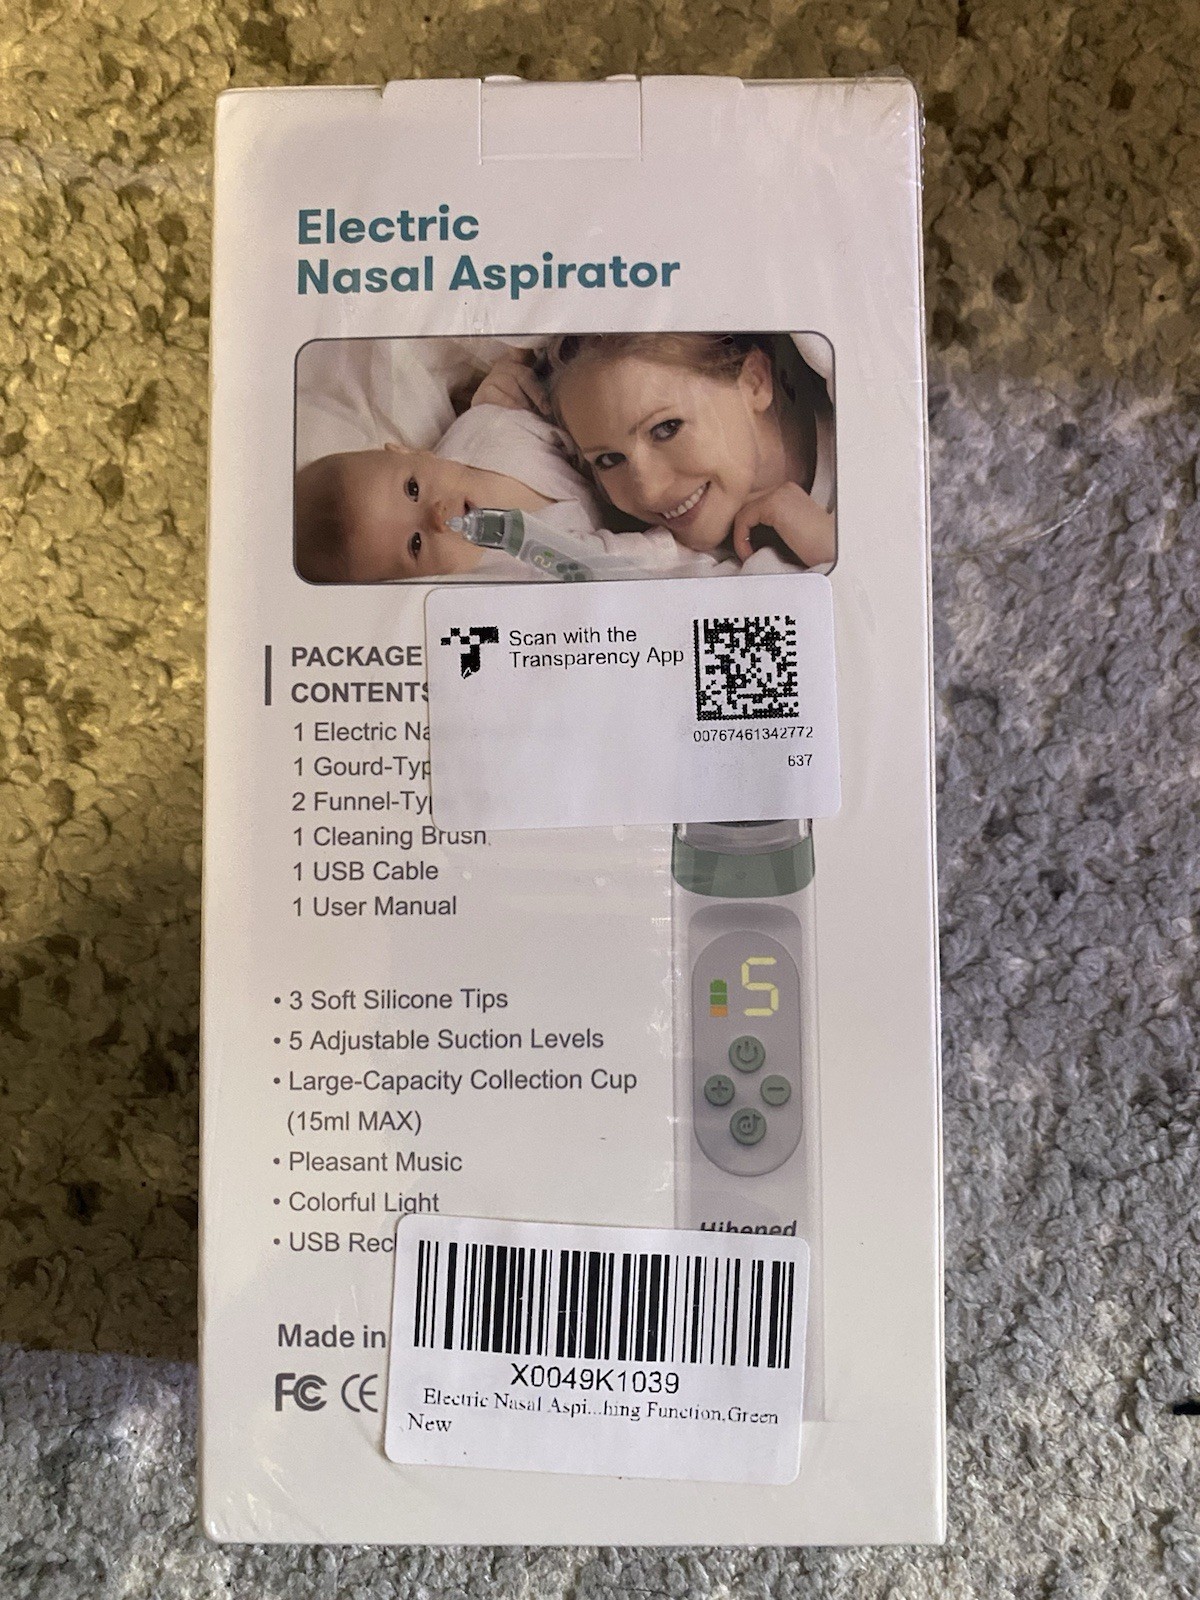 Electric
Nasal Aspirator
Scan with the
Transparency App
00767461342772
637
PACKAGE
CONTENTS
1 Electric Na
1 Gourd-Typ
2 Funnel-Ty
1 Cleaning Brush
1 USB Cable
1 User Manual
5
• 3 Soft Silicone Tips
• 5 Adjustable Suction Levels
• Large-Capacity Collection Cup
(15ml MAX)
• Pleasant Music
• Colorful Light
• USB Rec
Made in
FC CE
X0049K1039
Electric Nasal Aspi...hing Function,Green
New